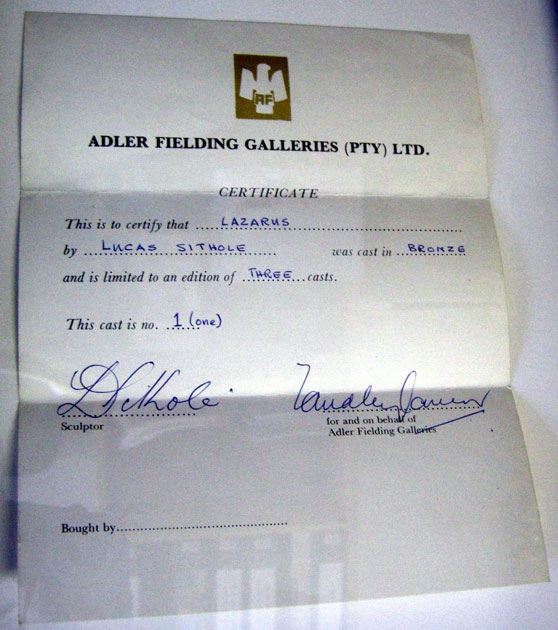 AF
ADLER FIELDING GALLERIES (PTY) LTD.
CERTIFICATE
This is to certify that LAZARUS
by LUCAS SITHOLE was cast in BRONZE
and is limited to an edition of THREE casts.
This cast is no. 1 (one)
LSithole
Sculptor
for and on behalf of
Adler Fielding Galleries
Bought by